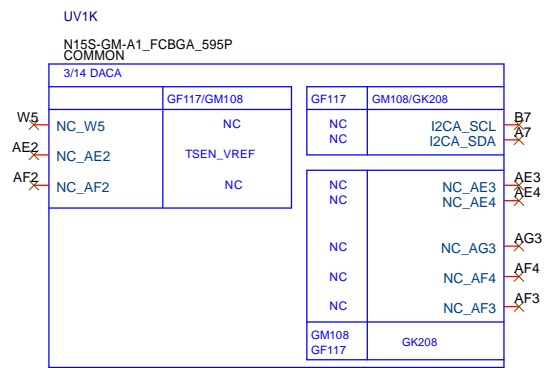 UV1K
N15S-GM-A1_FCBGA_595P
COMMON
3/14 DACA
GF117/GM108 GF117 GM108/GK208
W5 NC_W5 NC NC I2CA_SCL B7
NC I2CA_SDA A7
AE2 NC_AE2 TSEN_VREF
AF2 NC_AF2 NC NC NC_AE3 AE3
NC NC_AE4 AE4
NC NC_AG3 AG3
NC NC_AF4 AF4
NC NC_AF3 AF3
GM108 GK208
GF117